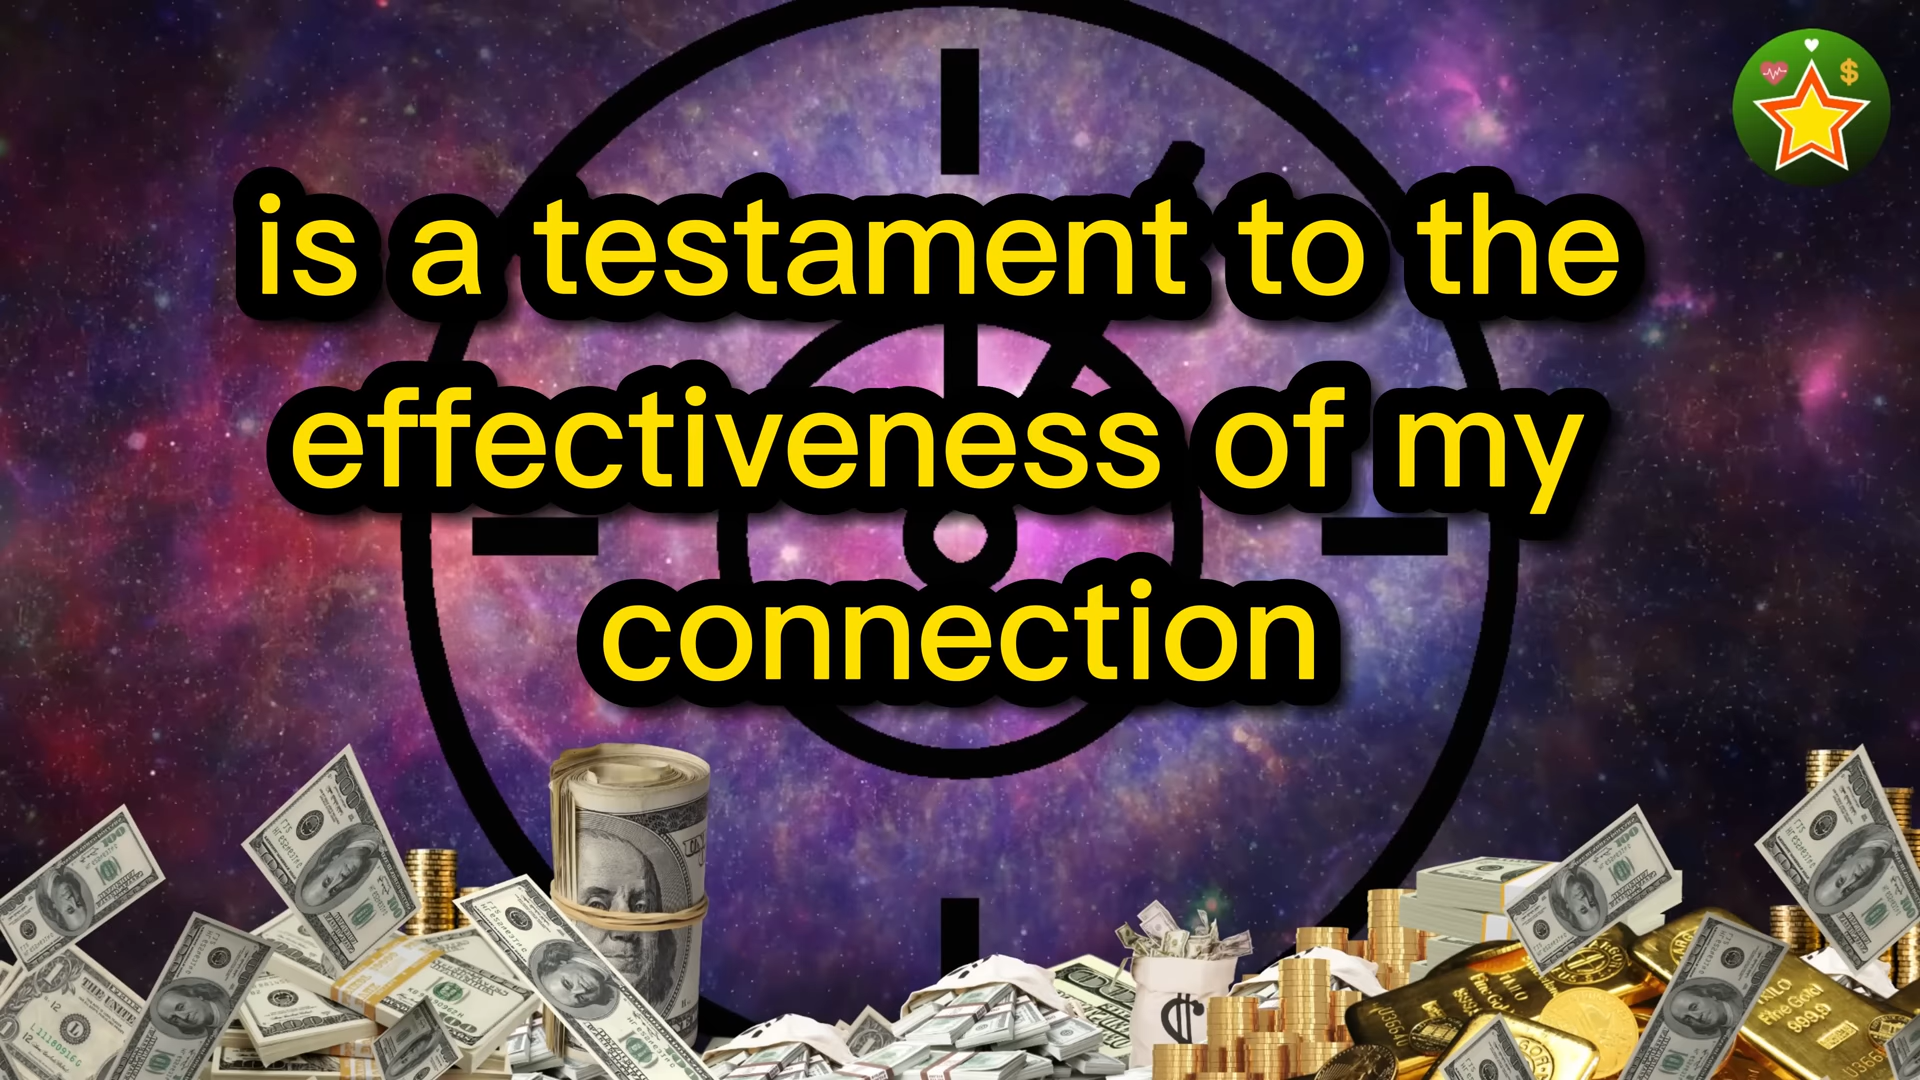 is a testament to the
effectiveness of my
connection